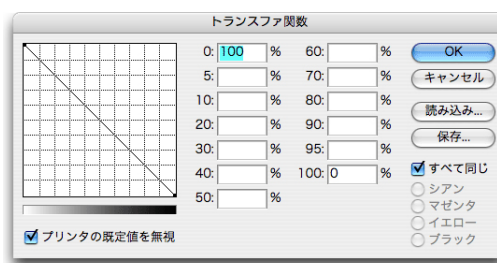 トランスファ関数
0: 100 % 60: %
5: % 70: %
10: % 80: %
20: % 90: %
30: % 95: %
40: % 100: 0 %
50: %
プリンタの既定値を無視
OK
キャンセル
読み込み...
保存...
すべて同じ
シアン
マゼンタ
イエロー
ブラック